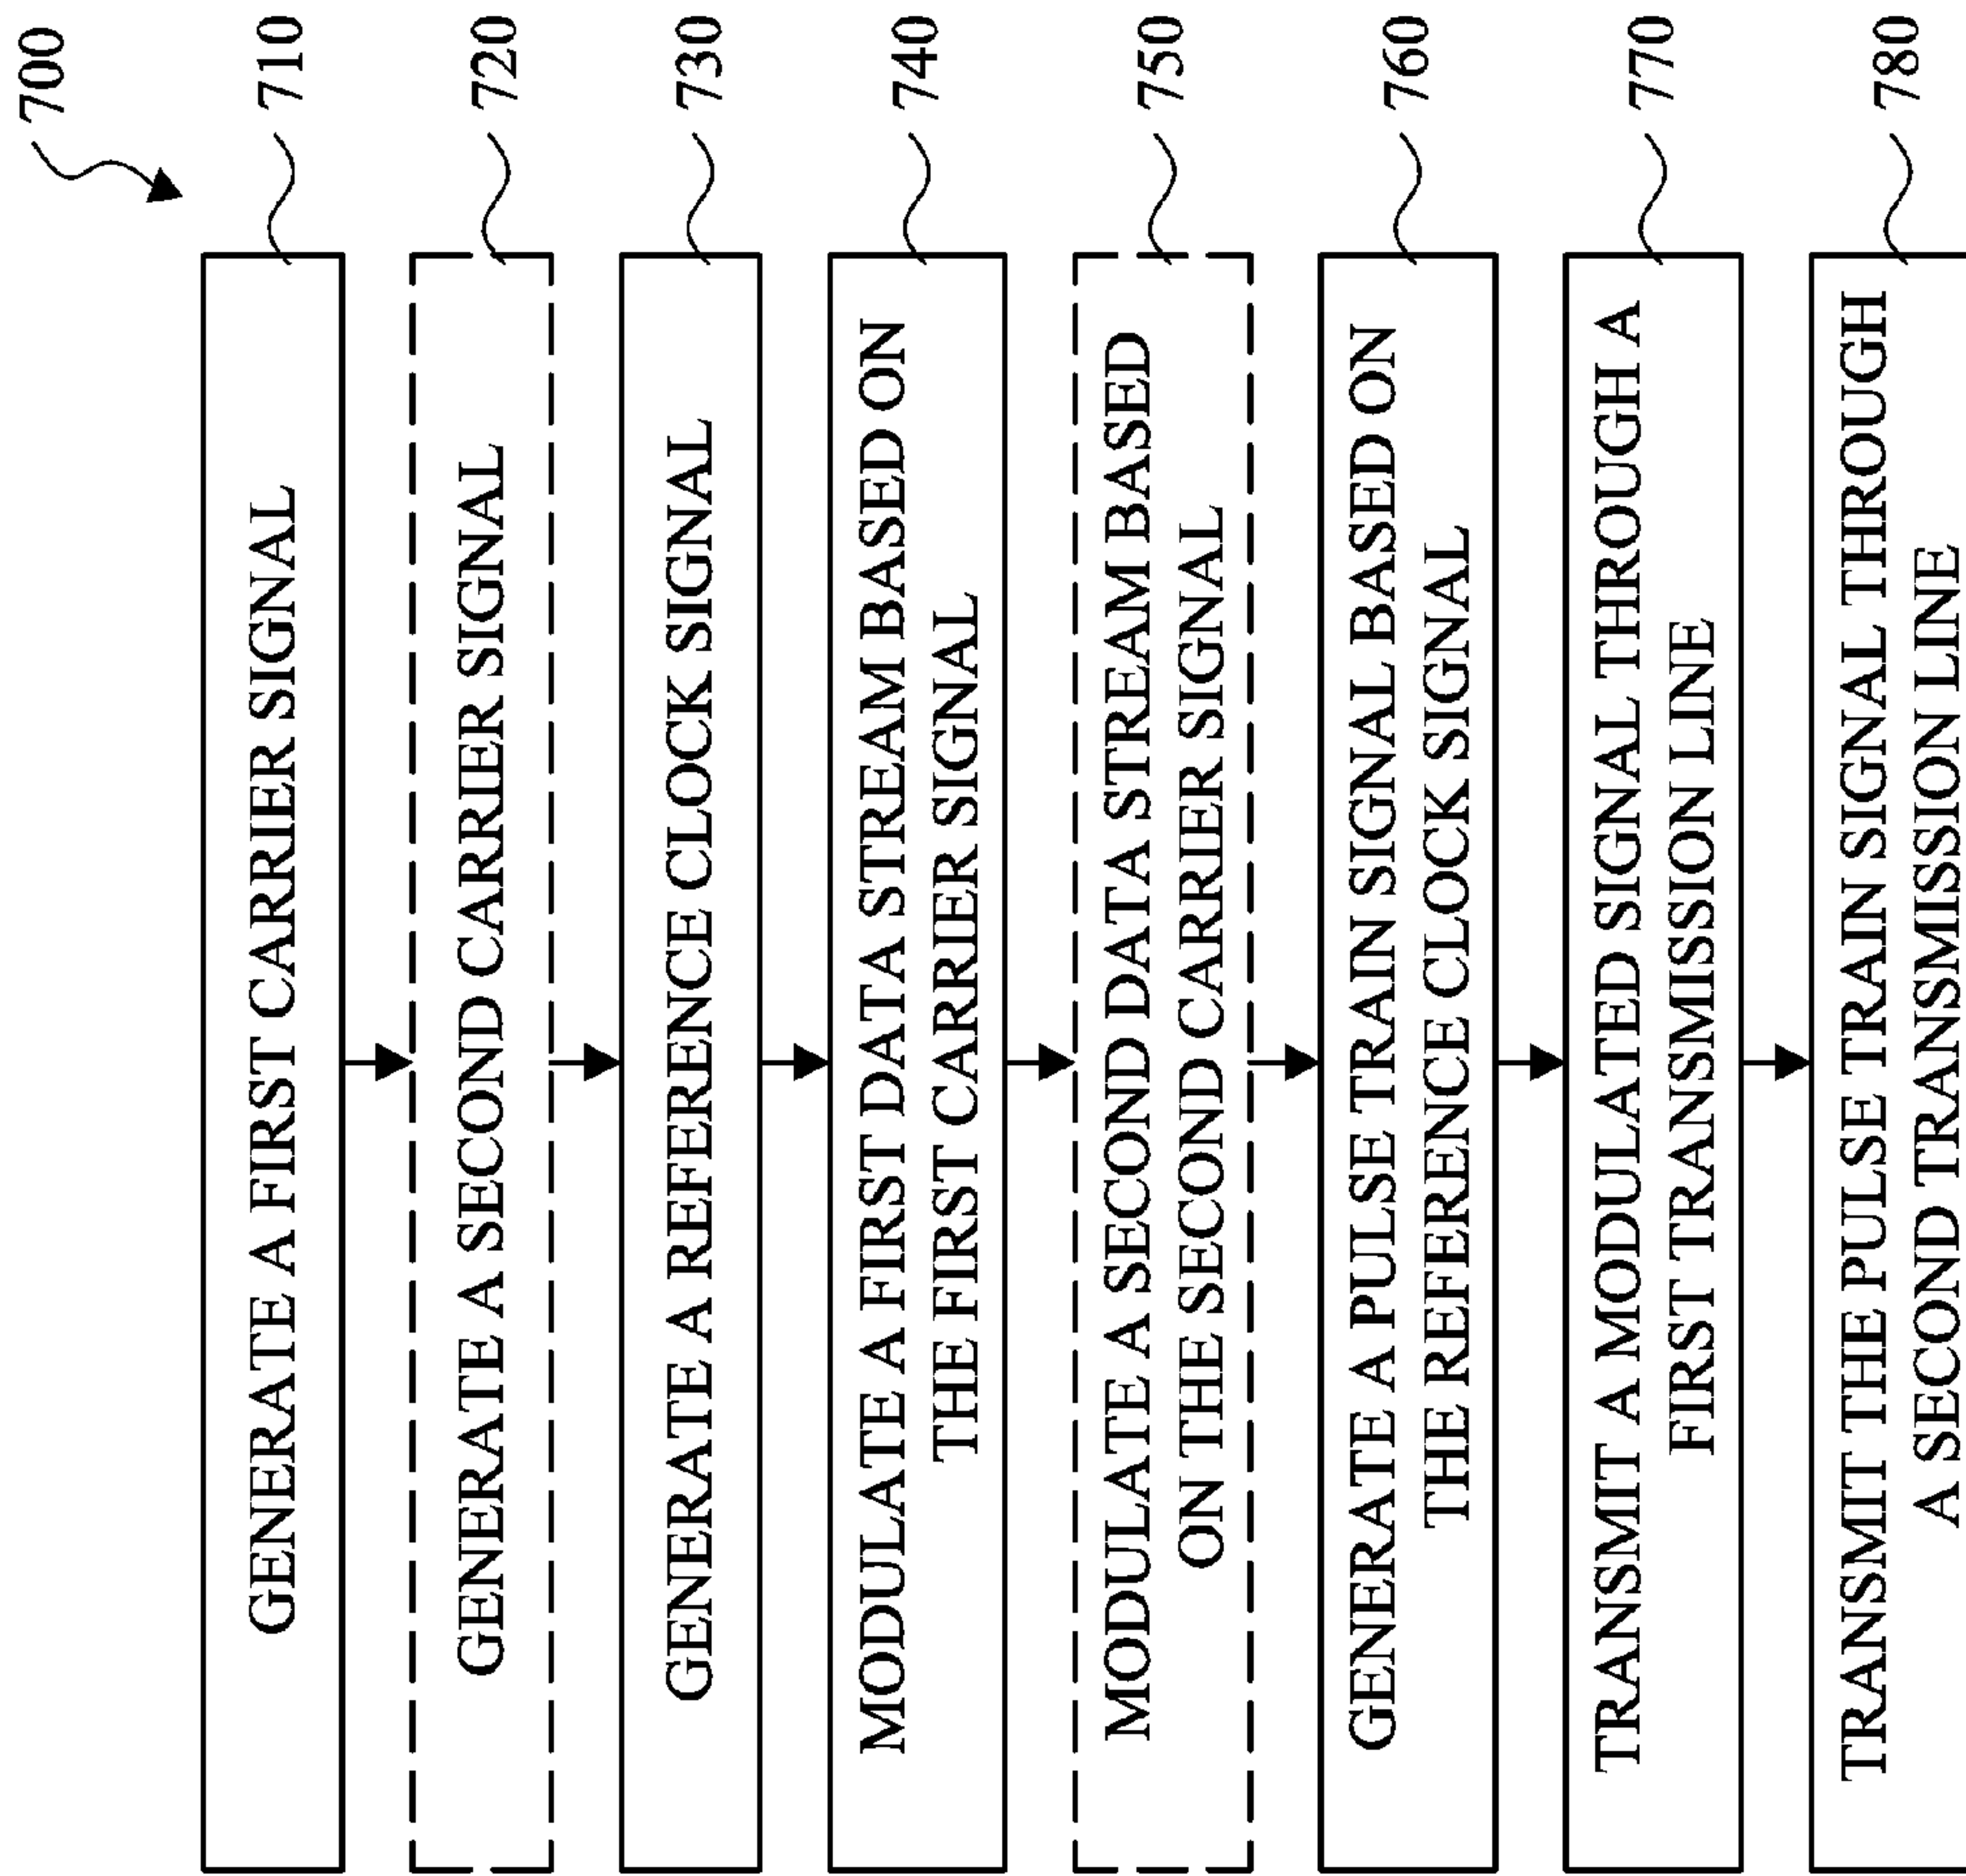 700
GENERATE A FIRST CARRIER SIGNAL
710
GENERATE A SECOND CARRIER SIGNAL
720
GENERATE A REFERENCE CLOCK SIGNAL
730
MODULATE A FIRST DATA STREAM BASED ON
THE FIRST CARRIER SIGNAL
740
MODULATE A SECOND DATA STREAM BASED
ON THE SECOND CARRIER SIGNAL
750
GENERATE A PULSE TRAIN SIGNAL BASED ON
THE REFERENCE CLOCK SIGNAL
760
TRANSMIT A MODULATED SIGNAL THROUGH A
FIRST TRANSMISSION LINE
770
TRANSMIT THE PULSE TRAIN SIGNAL THROUGH
A SECOND TRANSMISSION LINE
780